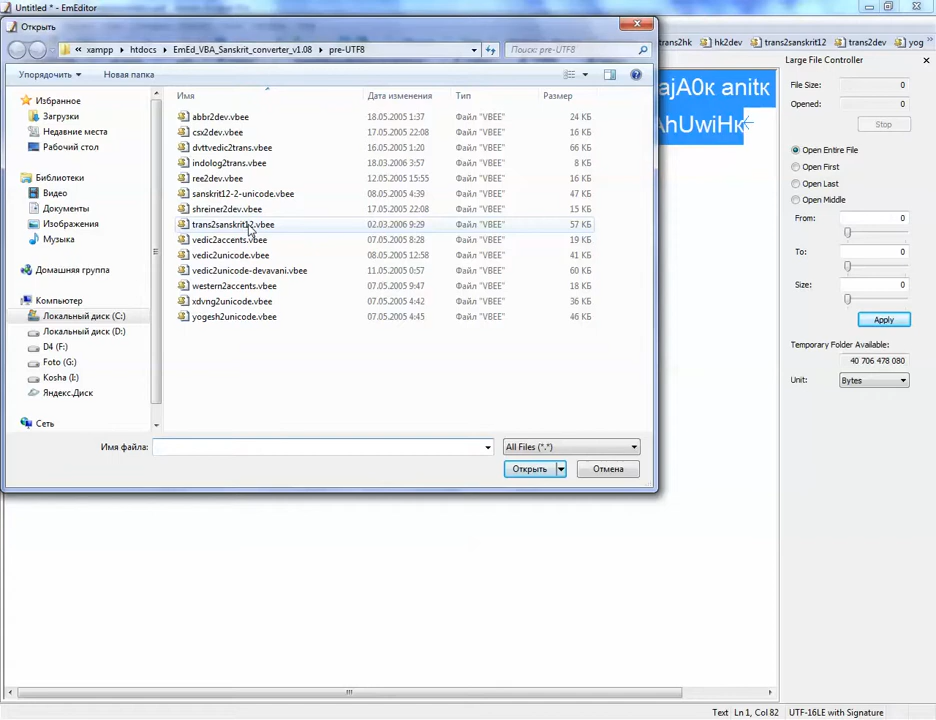 Untitled * - EmEditor
Открыть
« xampp ▸ htdocs ▸ EmEd_VBA_Sanskrit_converter_v1.08 ▸ pre-UTF8
Поиск: pre-UTF8
trans2hk hk2dev trans2sanskrit12 trans2dev yog
Упорядочить Новая папка
Имя Дата изменения Тип Размер
Избранное
Загрузки
Недавние места
Рабочий стол
Библиотеки
Видео
Документы
Изображения
Музыка
Домашняя группа
Компьютер
Локальный диск (C:)
Локальный диск (D:)
D4 (F:)
Foto (G:)
Kosha (I:)
Яндекс.Диск
Сеть
abbr2dev.vbee 18.05.2005 1:37 Файл "VBEE" 24 КБ
csx2dev.vbee 17.05.2005 22:08 Файл "VBEE" 16 КБ
dvttvedic2trans.vbee 16.05.2005 1:20 Файл "VBEE" 66 КБ
indolog2trans.vbee 18.03.2006 3:57 Файл "VBEE" 8 КБ
ree2dev.vbee 12.05.2005 15:55 Файл "VBEE" 16 КБ
sanskrit12-2-unicode.vbee 08.05.2005 4:39 Файл "VBEE" 47 КБ
shreiner2dev.vbee 17.05.2005 22:08 Файл "VBEE" 15 КБ
trans2sanskrit12.vbee 02.03.2006 9:29 Файл "VBEE" 57 КБ
vedic2accents.vbee 07.05.2005 8:28 Файл "VBEE" 19 КБ
vedic2unicode.vbee 08.05.2005 12:58 Файл "VBEE" 41 КБ
vedic2unicode-devavani.vbee 11.05.2005 0:57 Файл "VBEE" 60 КБ
western2accents.vbee 07.05.2005 9:47 Файл "VBEE" 26 КБ
xdvng2unicode.vbee 07.05.2005 4:42 Файл "VBEE" 36 КБ
yogesh2unicode.vbee 07.05.2005 4:45 Файл "VBEE" 46 КБ
Имя файла: All Files (*.*)
Открыть Отмена
ajA0к anitк
AhUwiHк
Large File Controller
File Size: 0
Opened: 0
Stop
Open Entire File
Open First
Open Last
Open Middle
From: 0
To: 0
Size: 0
Apply
Temporary Folder Available:
40 706 478 080
Unit: Bytes
Text Ln 1, Col 82 UTF-16LE with Signature